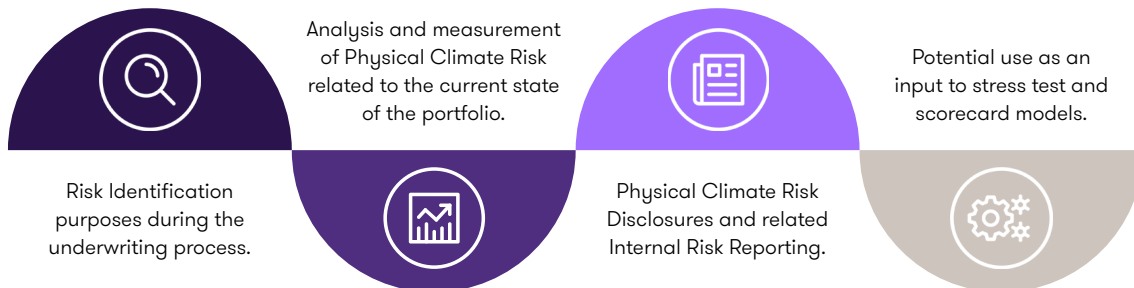 Risk Identification
purposes during the
underwriting process.
Analysis and measurement
of Physical Climate Risk
related to the current state
of the portfolio.
Physical Climate Risk
Disclosures and related
Internal Risk Reporting.
Potential use as an
input to stress test and
scorecard models.